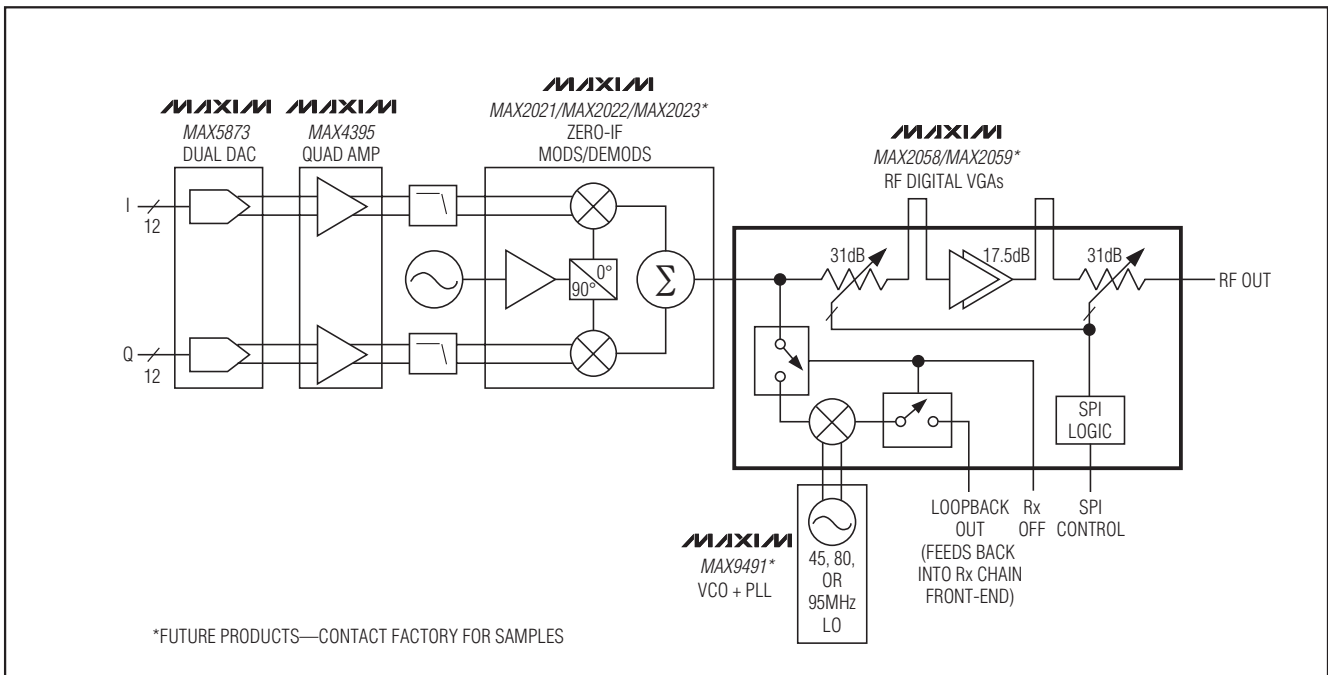 MAXIM
MAX2021/MAX2022/MAX2023*
ZERO-IF
MODS/DEMODS
MAXIM
MAX5873
DUAL DAC
MAXIM
MAX4395
QUAD AMP
MAXIM
MAX2058/MAX2059*
RF DIGITAL VGAs
I
12
0°
90°
Σ
31dB
17.5dB
31dB
RF OUT
Q
12
SPI
LOGIC
LOOPBACK
OUT
(FEEDS BACK
INTO Rx CHAIN
FRONT-END)
Rx
OFF
SPI
CONTROL
MAXIM
MAX9491*
VCO + PLL
45, 80,
OR
95MHz
LO
*FUTURE PRODUCTS—CONTACT FACTORY FOR SAMPLES